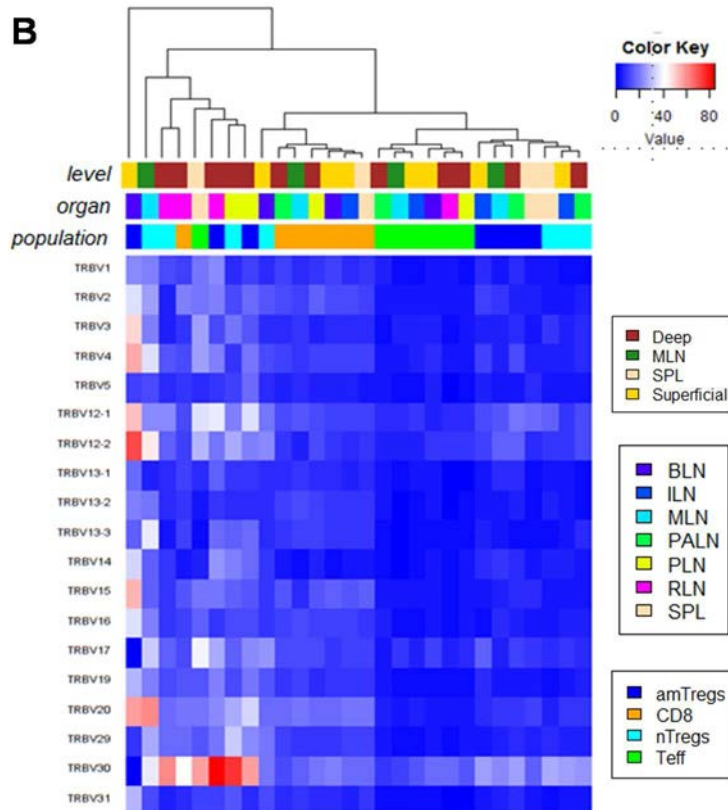 B
Color Key
0 40 80
Value
level
organ
population
TRBV1
TRBV2
TRBV3
TRBV4
TRBV5
TRBV12-1
TRBV12-2
TRBV13-1
TRBV13-2
TRBV13-3
TRBV14
TRBV15
TRBV16
TRBV17
TRBV19
TRBV20
TRBV29
TRBV30
TRBV31
Deep
MLN
SPL
Superficial
BLN
ILN
MLN
PALN
PLN
RLN
SPL
amTregs
CD8
nTregs
Teff